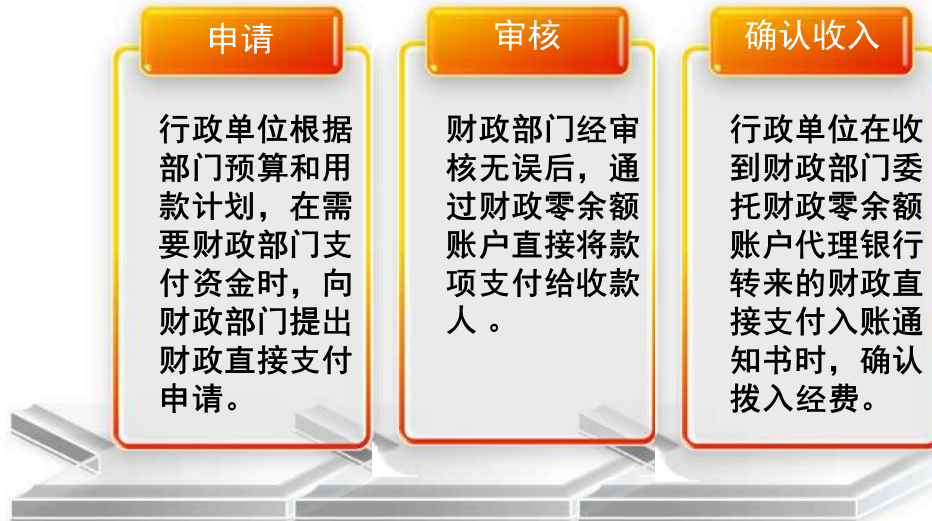 申请
行政单位根据
部门预算和用
款计划，在需
要财政部门支
付资金时，向
财政部门提出
财政直接支付
申请。
审核
财政部门经审
核无误后，通
过财政零余额
账户直接将款
项支付给收款
人 。
确认收入
行政单位在收
到财政部门委
托财政零余额
账户代理银行
转来的财政直
接支付入账通
知书时，确认
拨入经费。